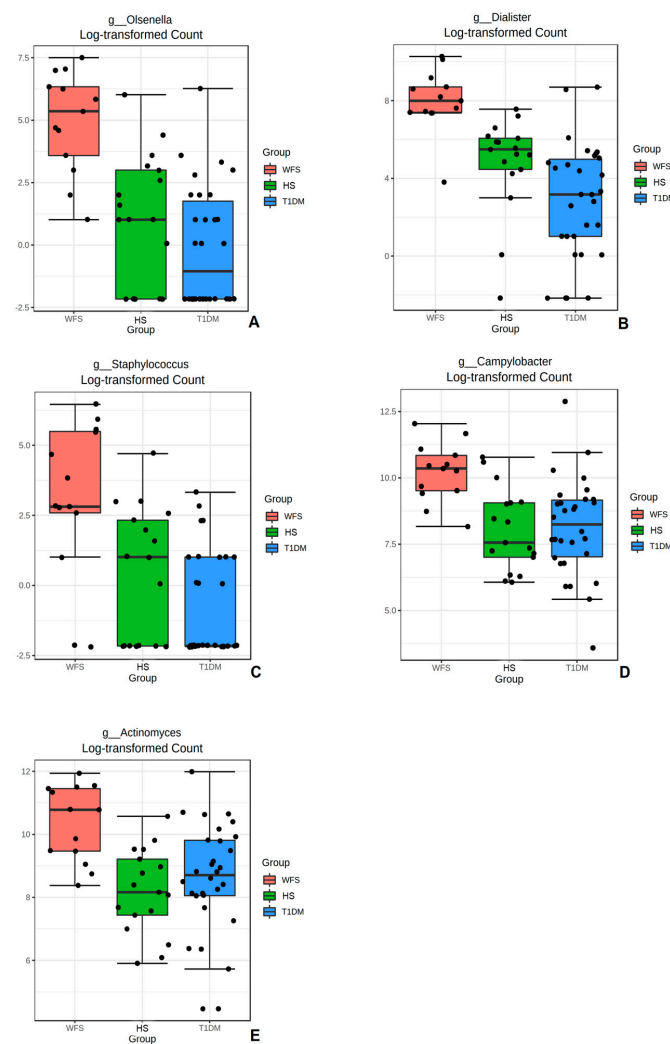 g__Olsenella
Log-transformed Count
7.5
5.0
2.5
0.0
-2.5
WFS
HS
T1DM
Group
Group
WFS
HS
T1DM
A
g__Dialister
Log-transformed Count
8
4
0
WFS
HS
T1DM
Group
Group
WFS
HS
T1DM
B
g__Staphylococcus
Log-transformed Count
5.0
2.5
0.0
-2.5
WFS
HS
T1DM
Group
Group
WFS
HS
T1DM
C
g__Campylobacter
Log-transformed Count
12.5
10.0
7.5
5.0
WFS
HS
T1DM
Group
Group
WFS
HS
T1DM
D
g__Actinomyces
Log-transformed Count
12
10
8
6
WFS
HS
T1DM
Group
Group
WFS
HS
T1DM
E